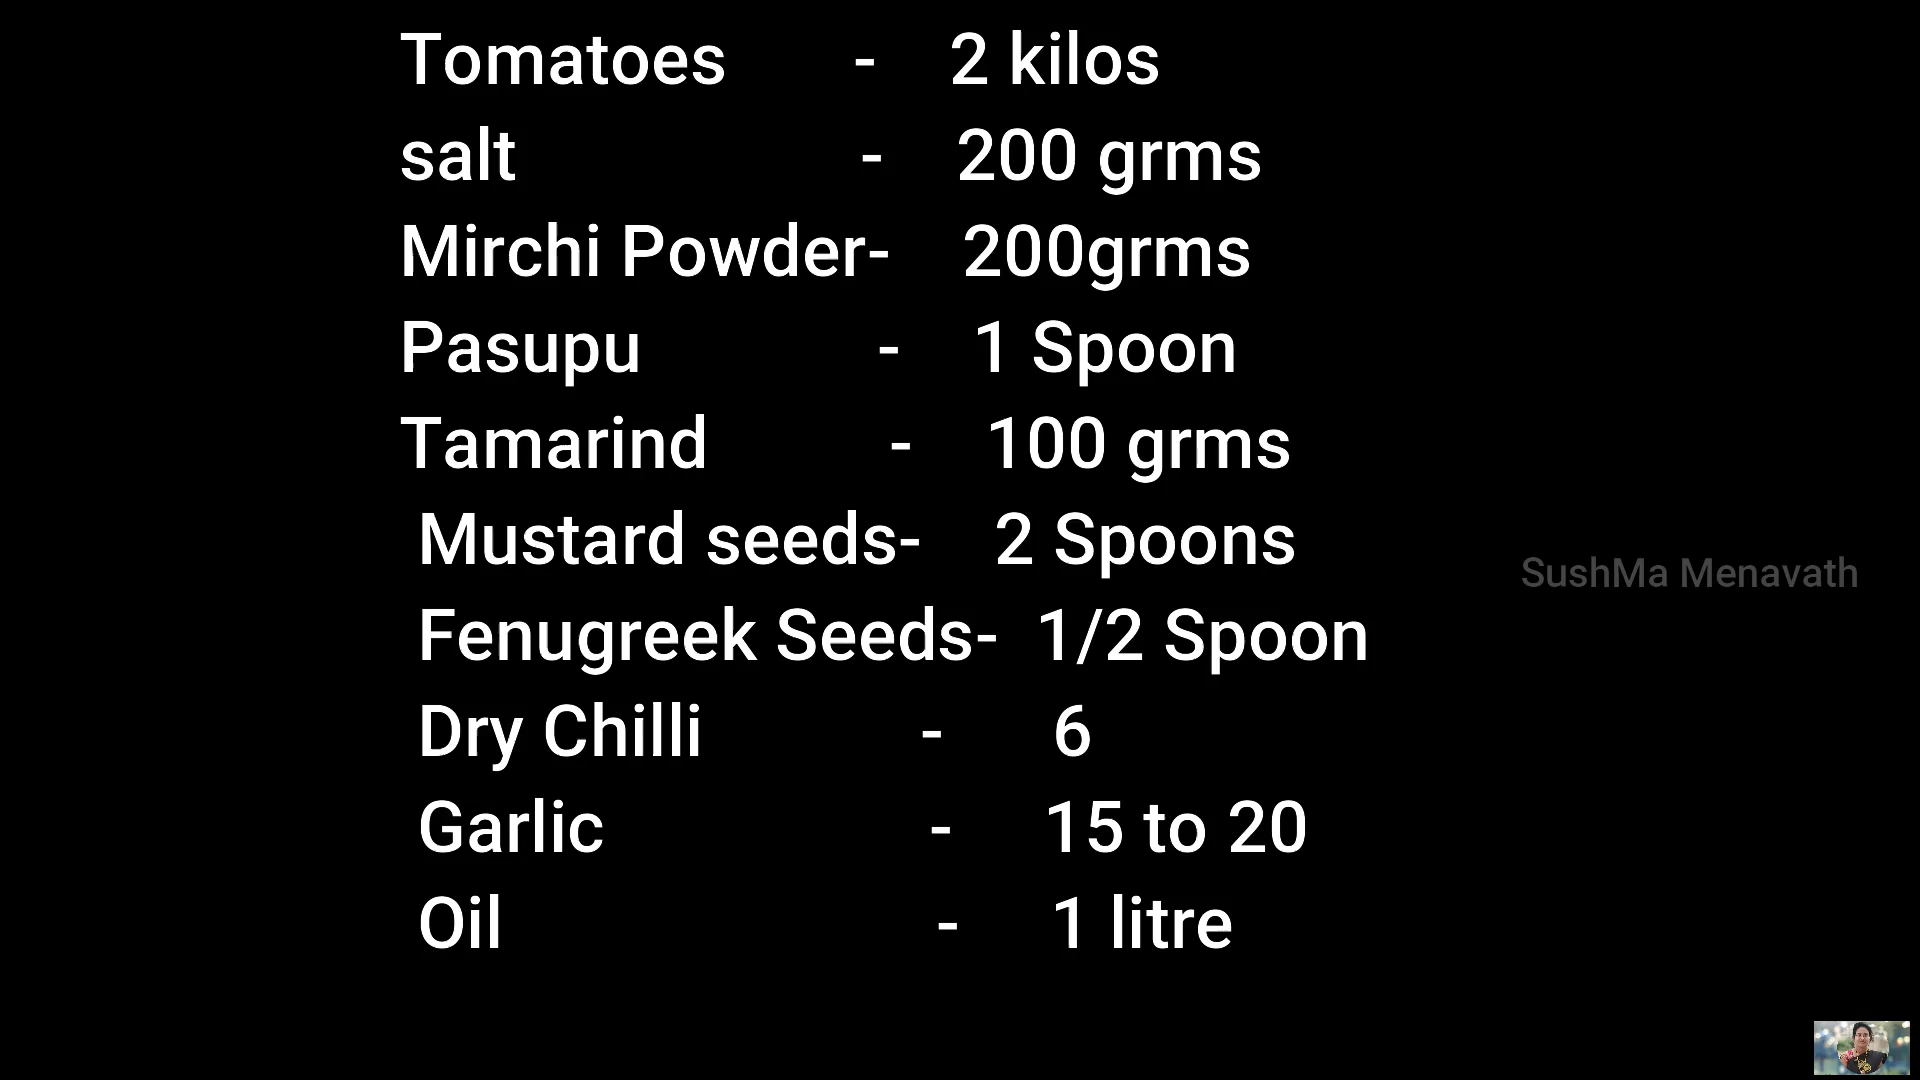 Tomatoes - 2 kilos
salt - 200 grms
Mirchi Powder- 200grms
Pasupu - 1 Spoon
Tamarind - 100 grms
Mustard seeds- 2 Spoons
Fenugreek Seeds- 1/2 Spoon
Dry Chilli - 6
Garlic - 15 to 20
Oil - 1 litre
SushMa Menavath